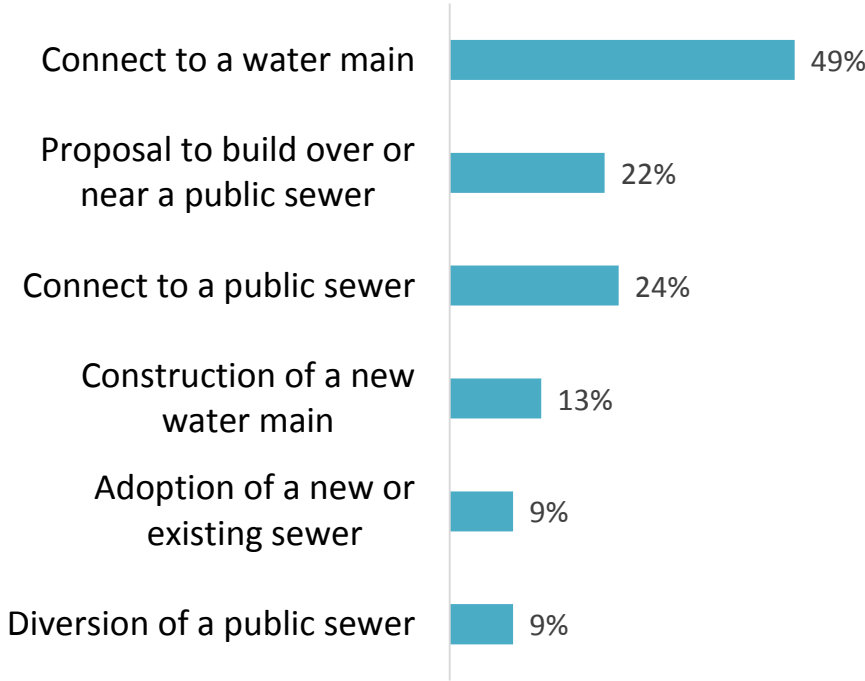 Connect to a water main
49%
Proposal to build over or
near a public sewer
22%
Connect to a public sewer
24%
Construction of a new
water main
13%
Adoption of a new or
existing sewer
9%
Diversion of a public sewer
9%